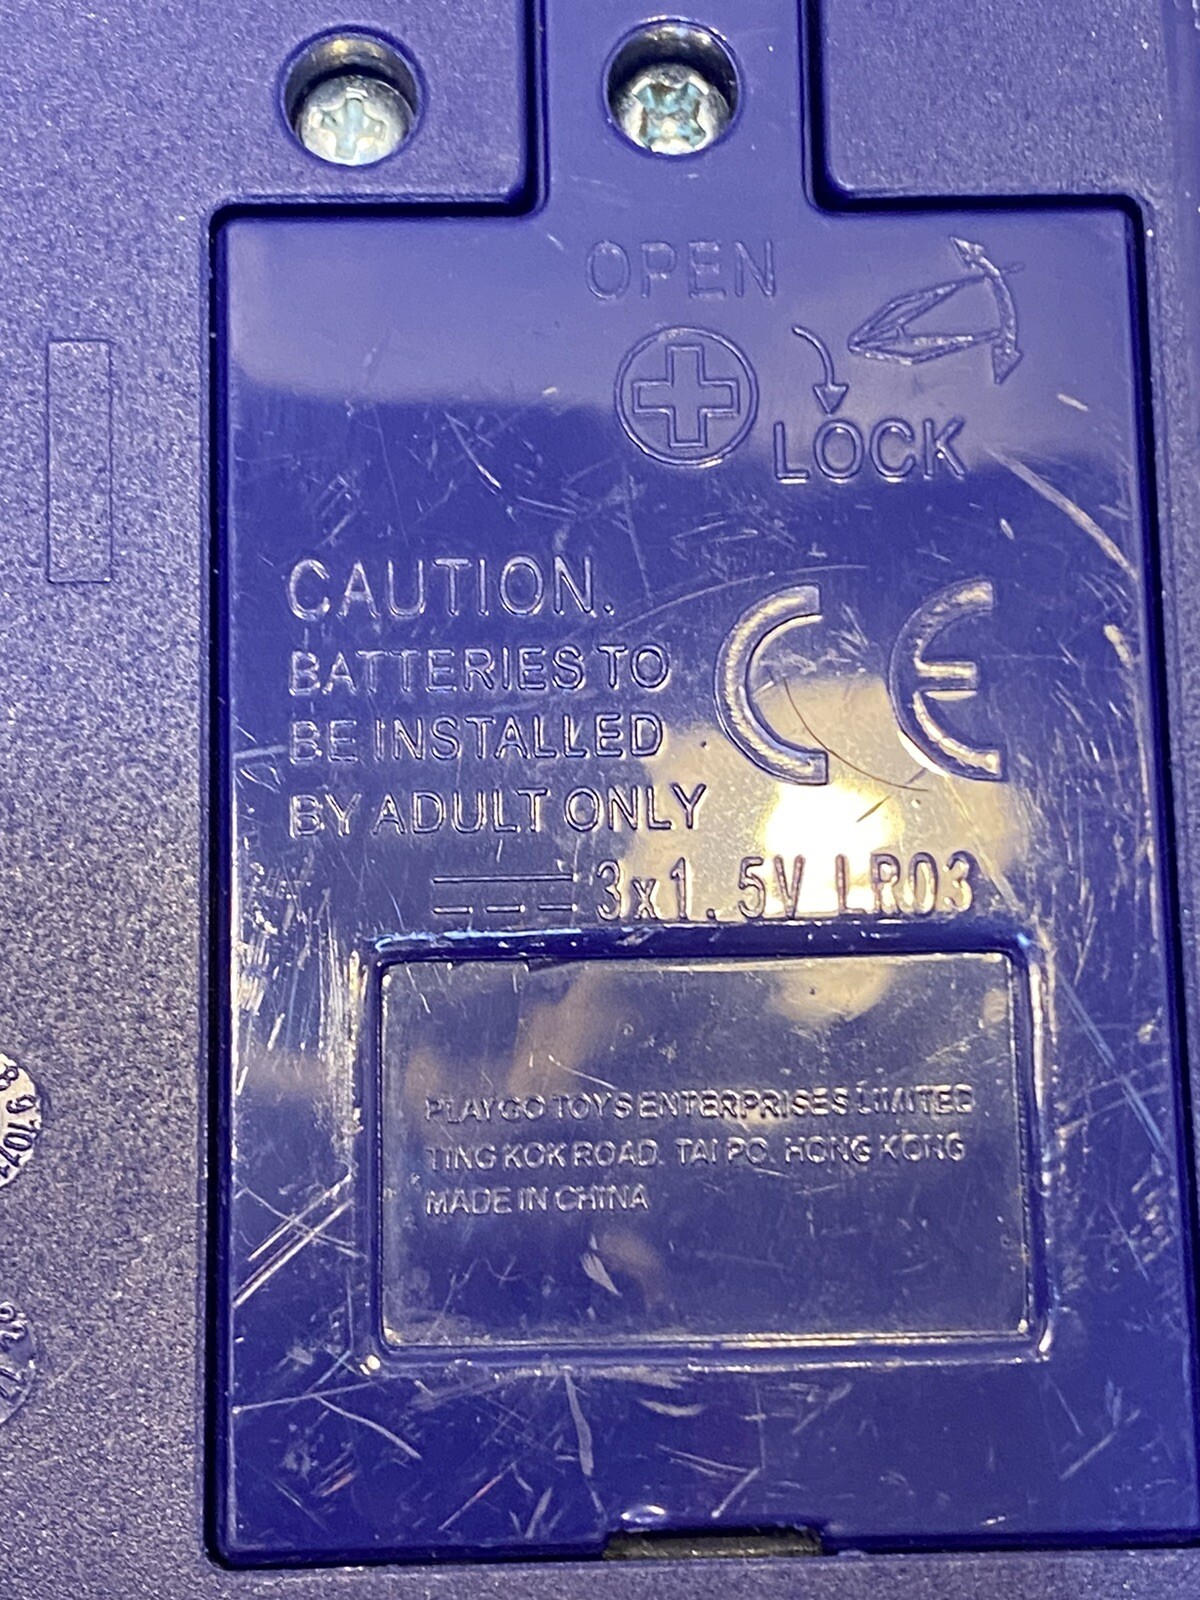 OPEN
LOCK
CAUTION.
BATTERIES TO
BE INSTALLED
BY ADULT ONLY
CE
3x1.5V LR03
PLAYGO TOYS ENTERPRISES LIMITED
TING KOK ROAD. TAI PO. HONG KONG
MADE IN CHINA